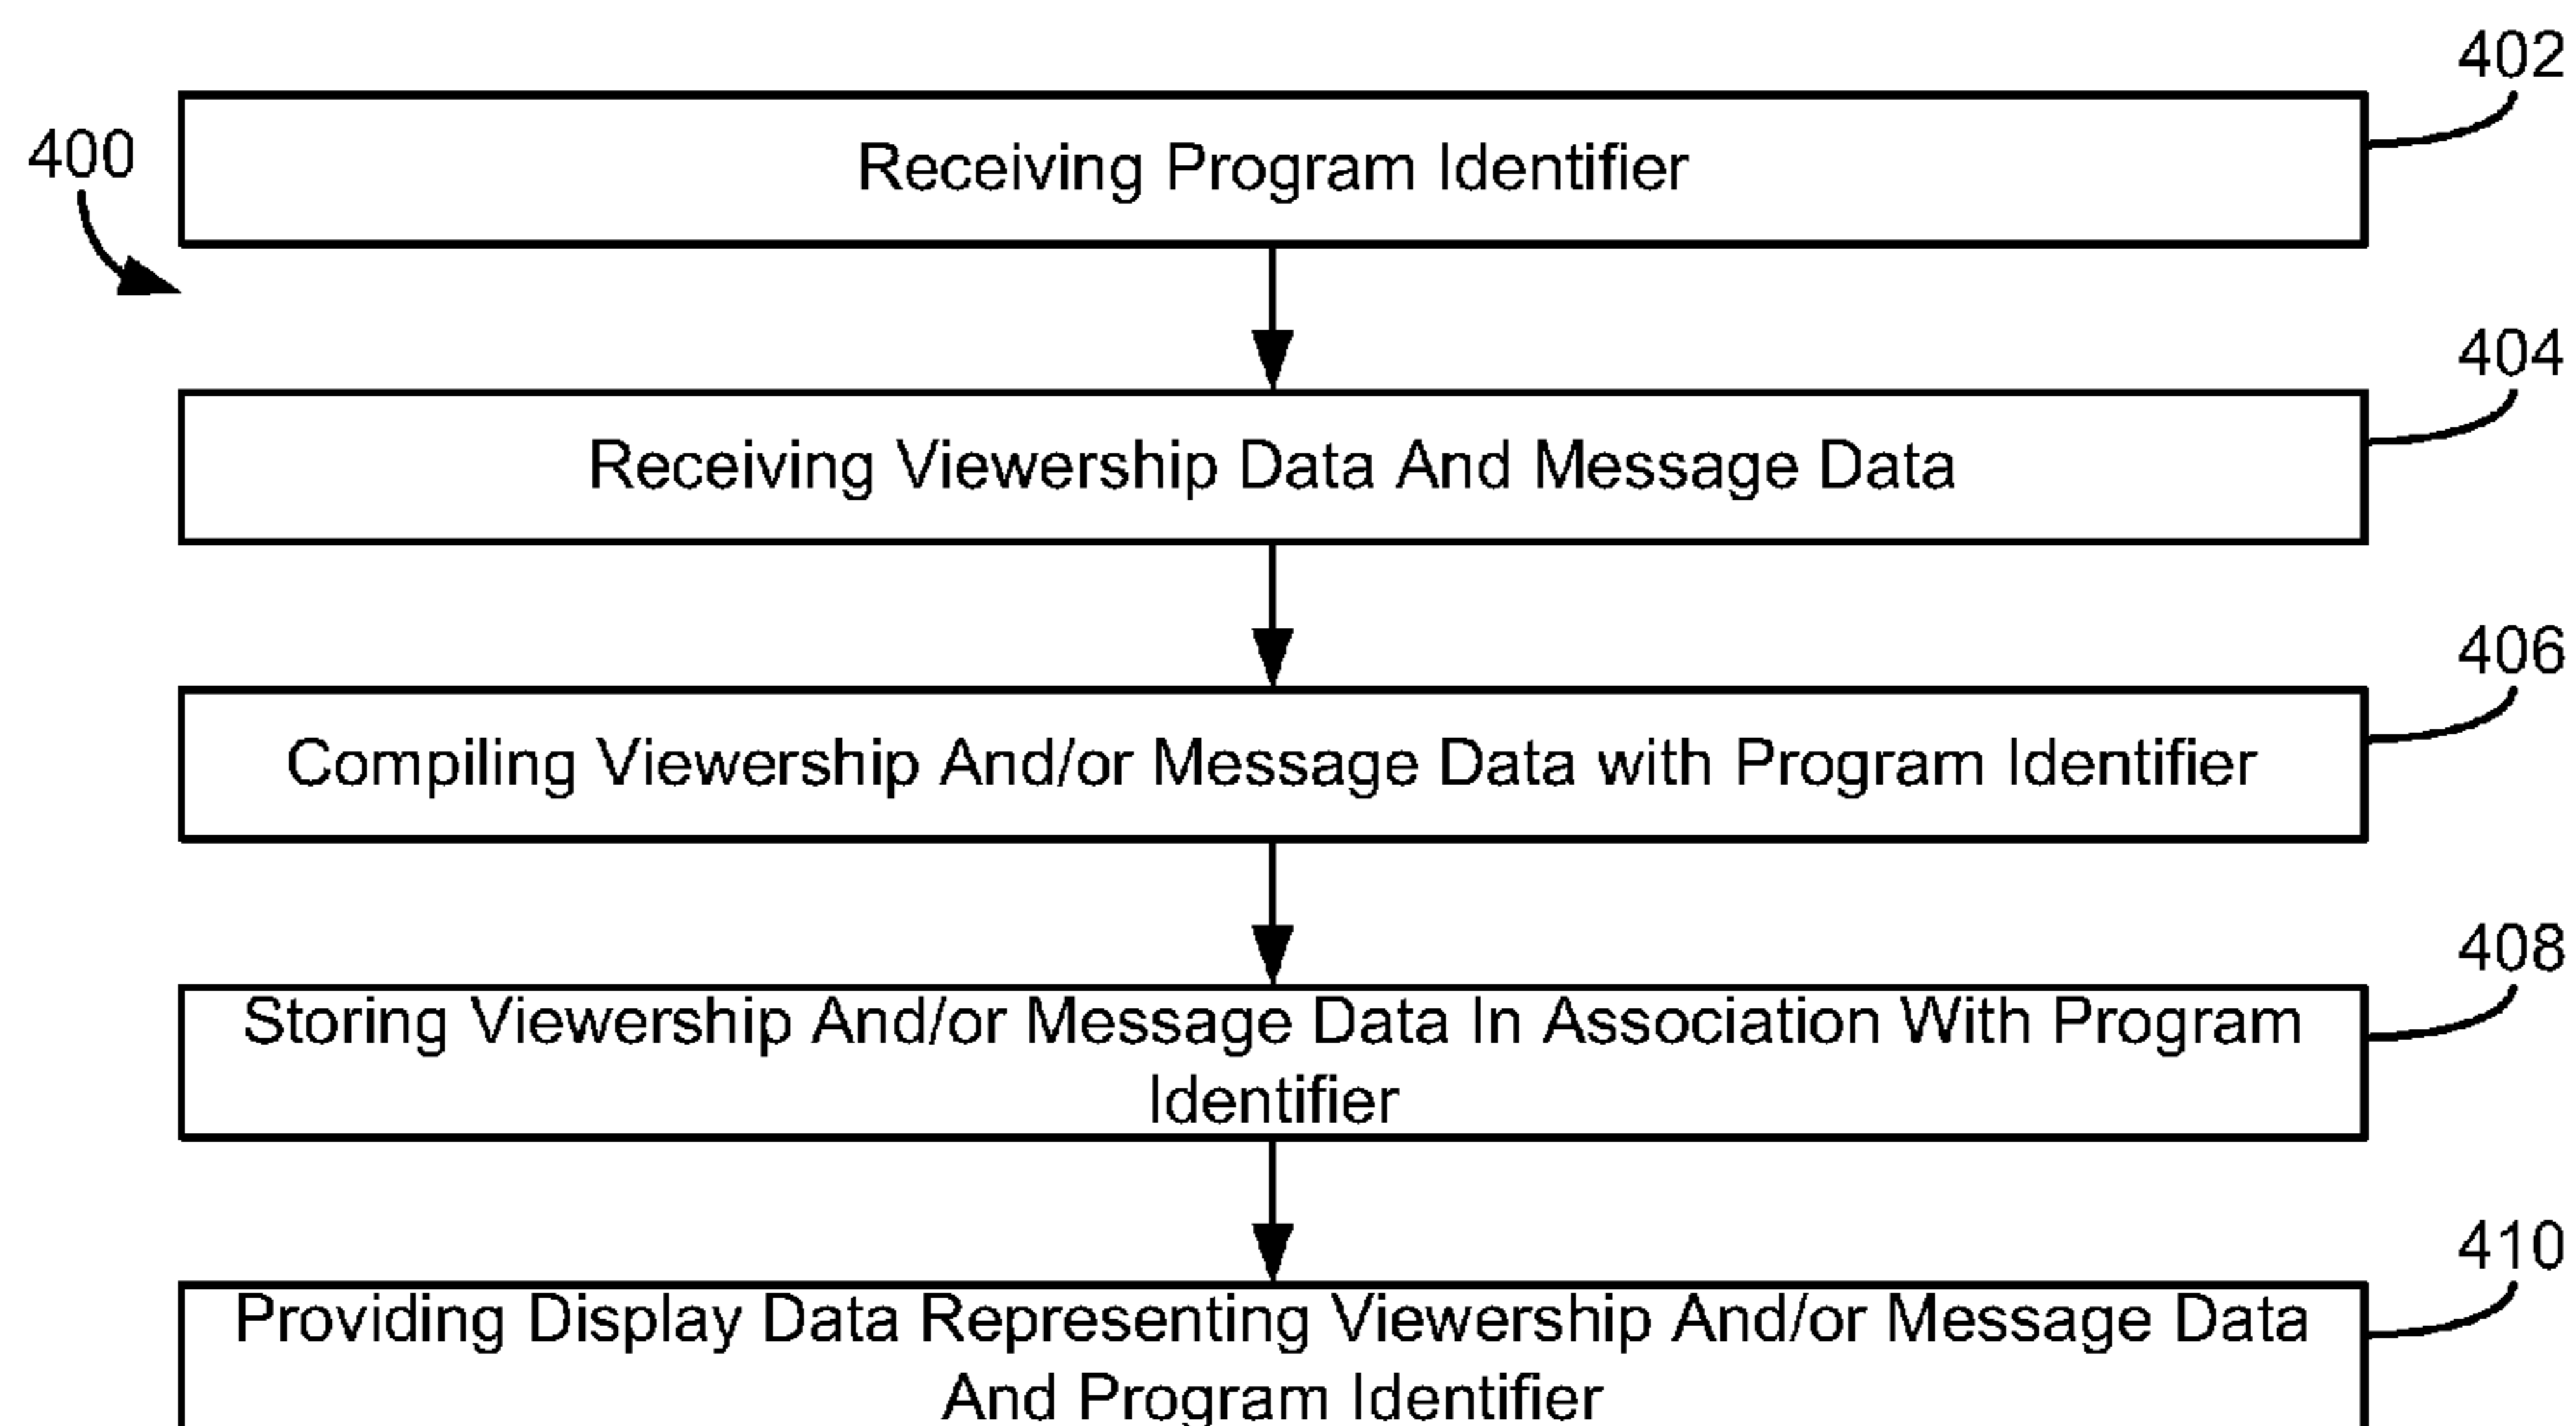 402
400
Receiving Program Identifier
404
Receiving Viewership Data And Message Data
406
Compiling Viewership And/or Message Data with Program Identifier
408
Storing Viewership And/or Message Data In Association With Program
Identifier
410
Providing Display Data Representing Viewership And/or Message Data
And Program Identifier